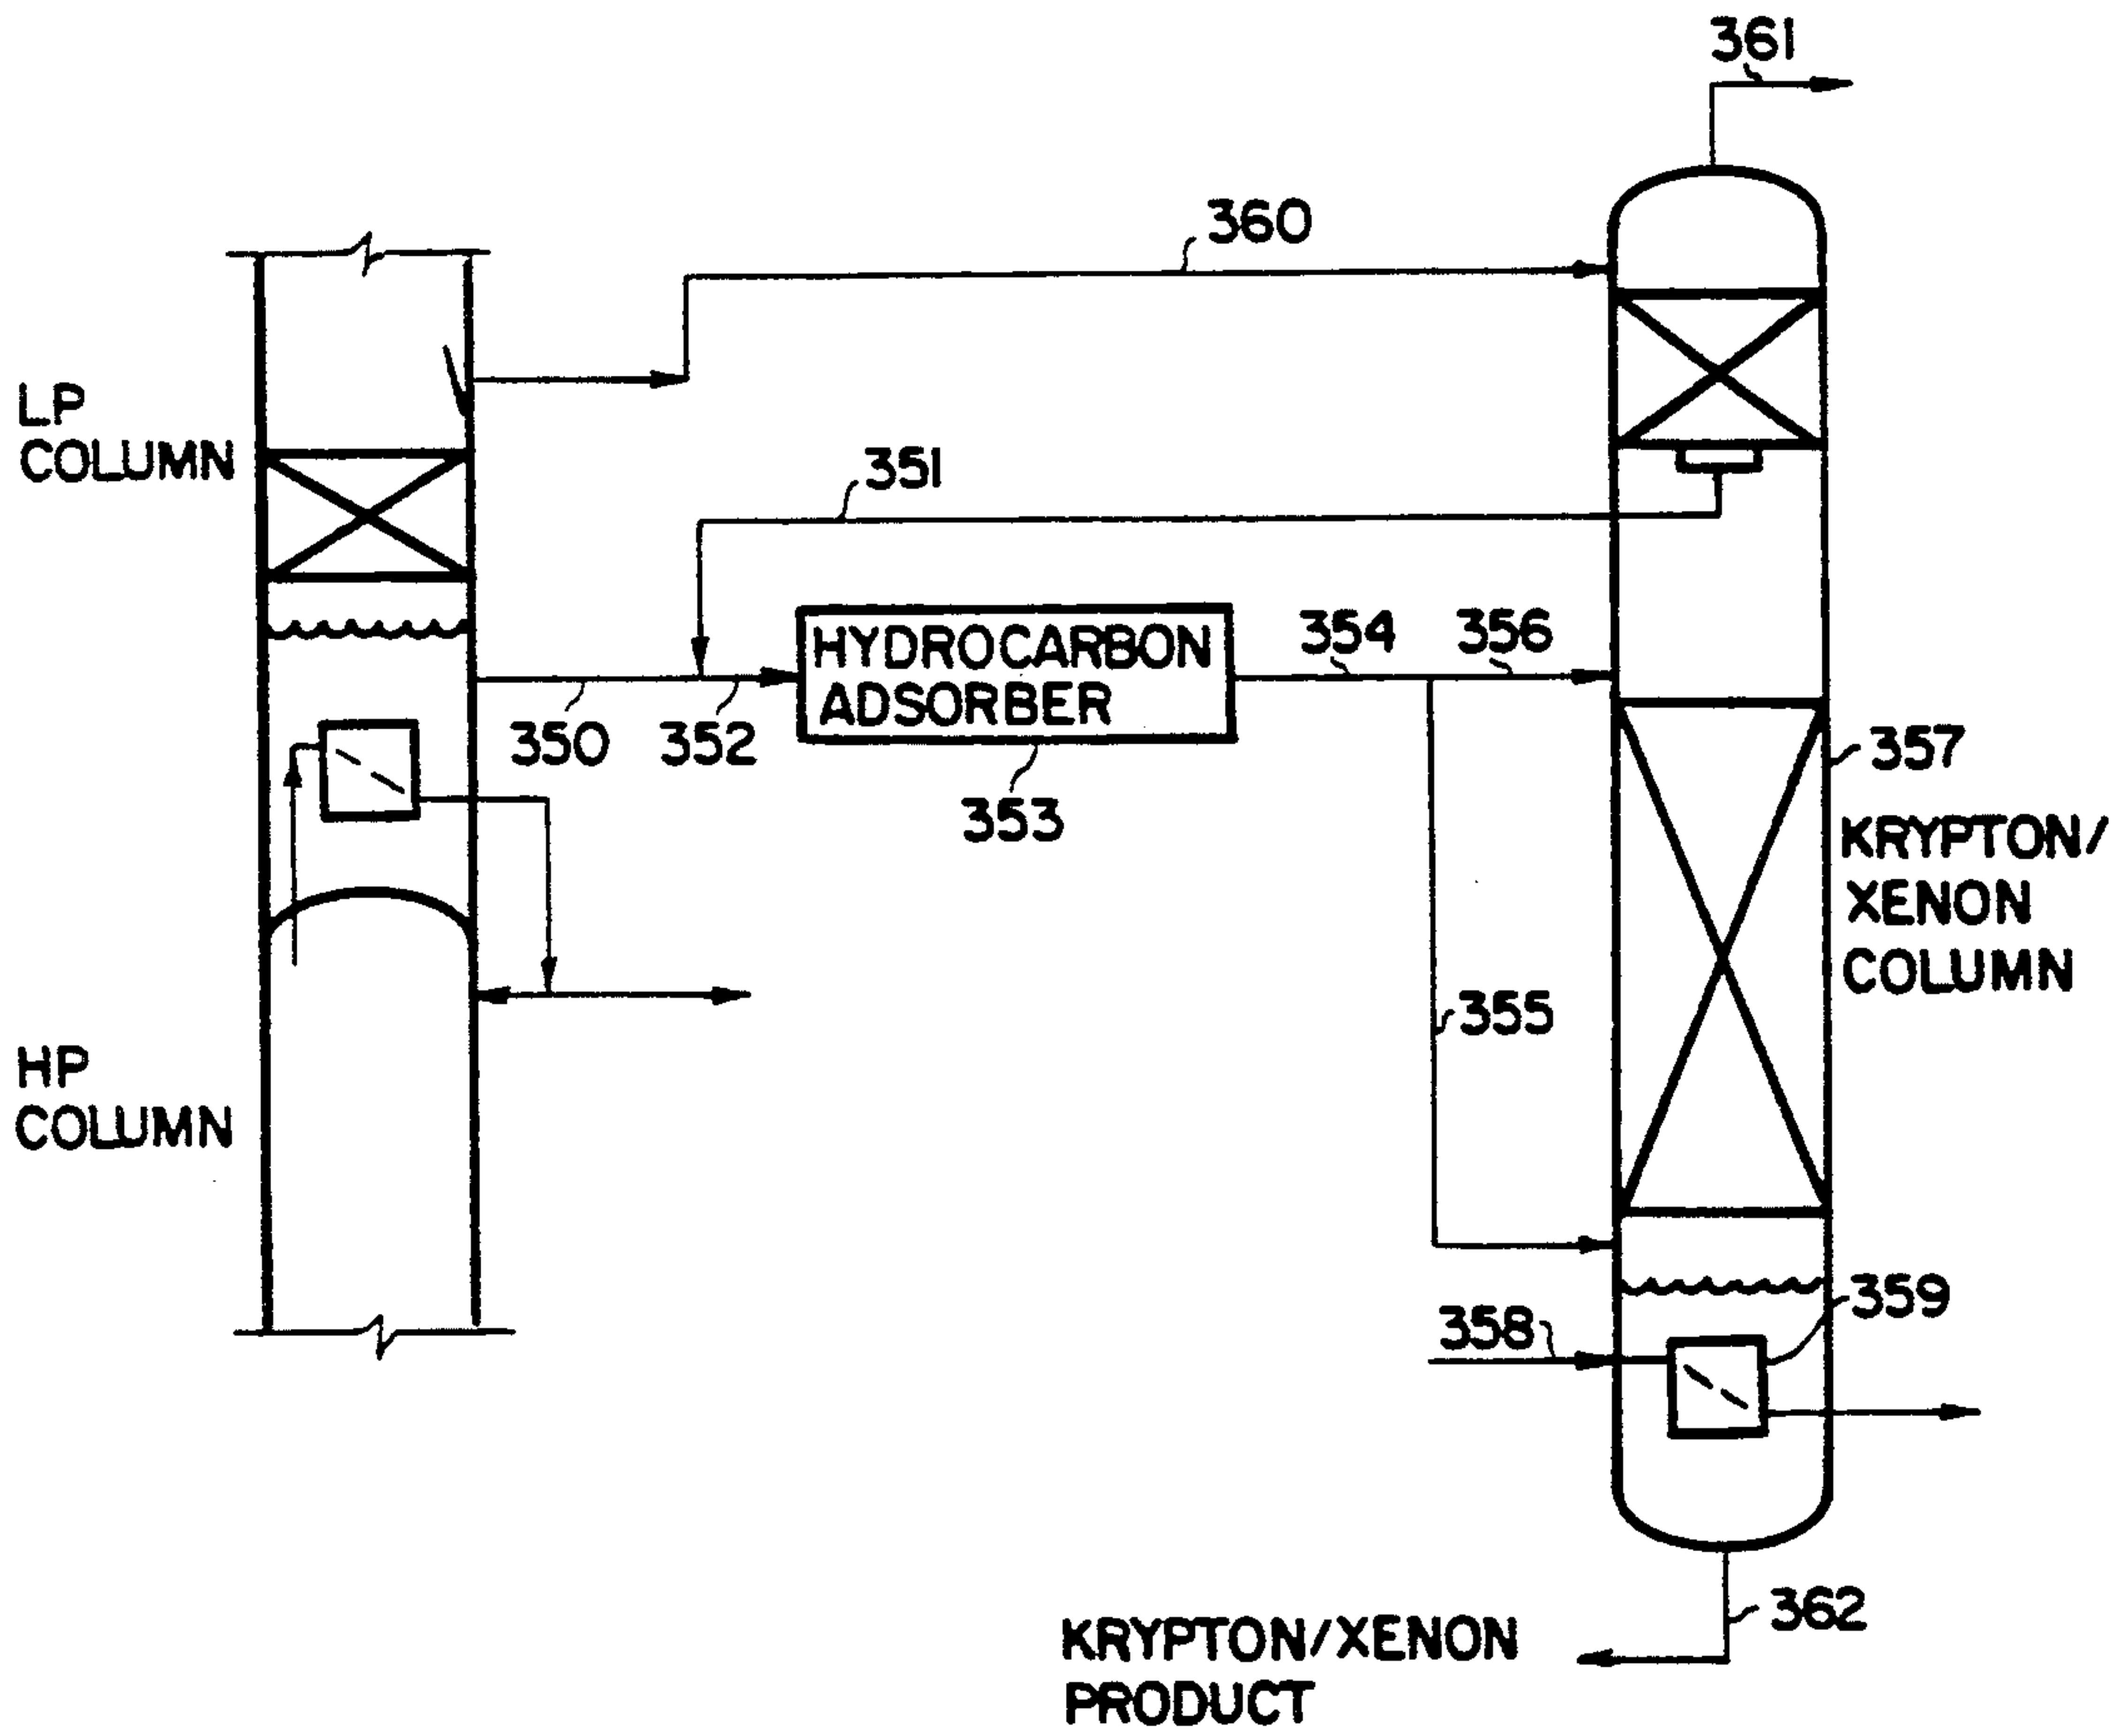 361
360
LP
COLUMN
351
HYDROCARBON
ADSORBER
354
356
350
352
353
357
KRYPTON/
XENON
COLUMN
355
HP
COLUMN
358
359
362
KRYPTON/XENON
PRODUCT